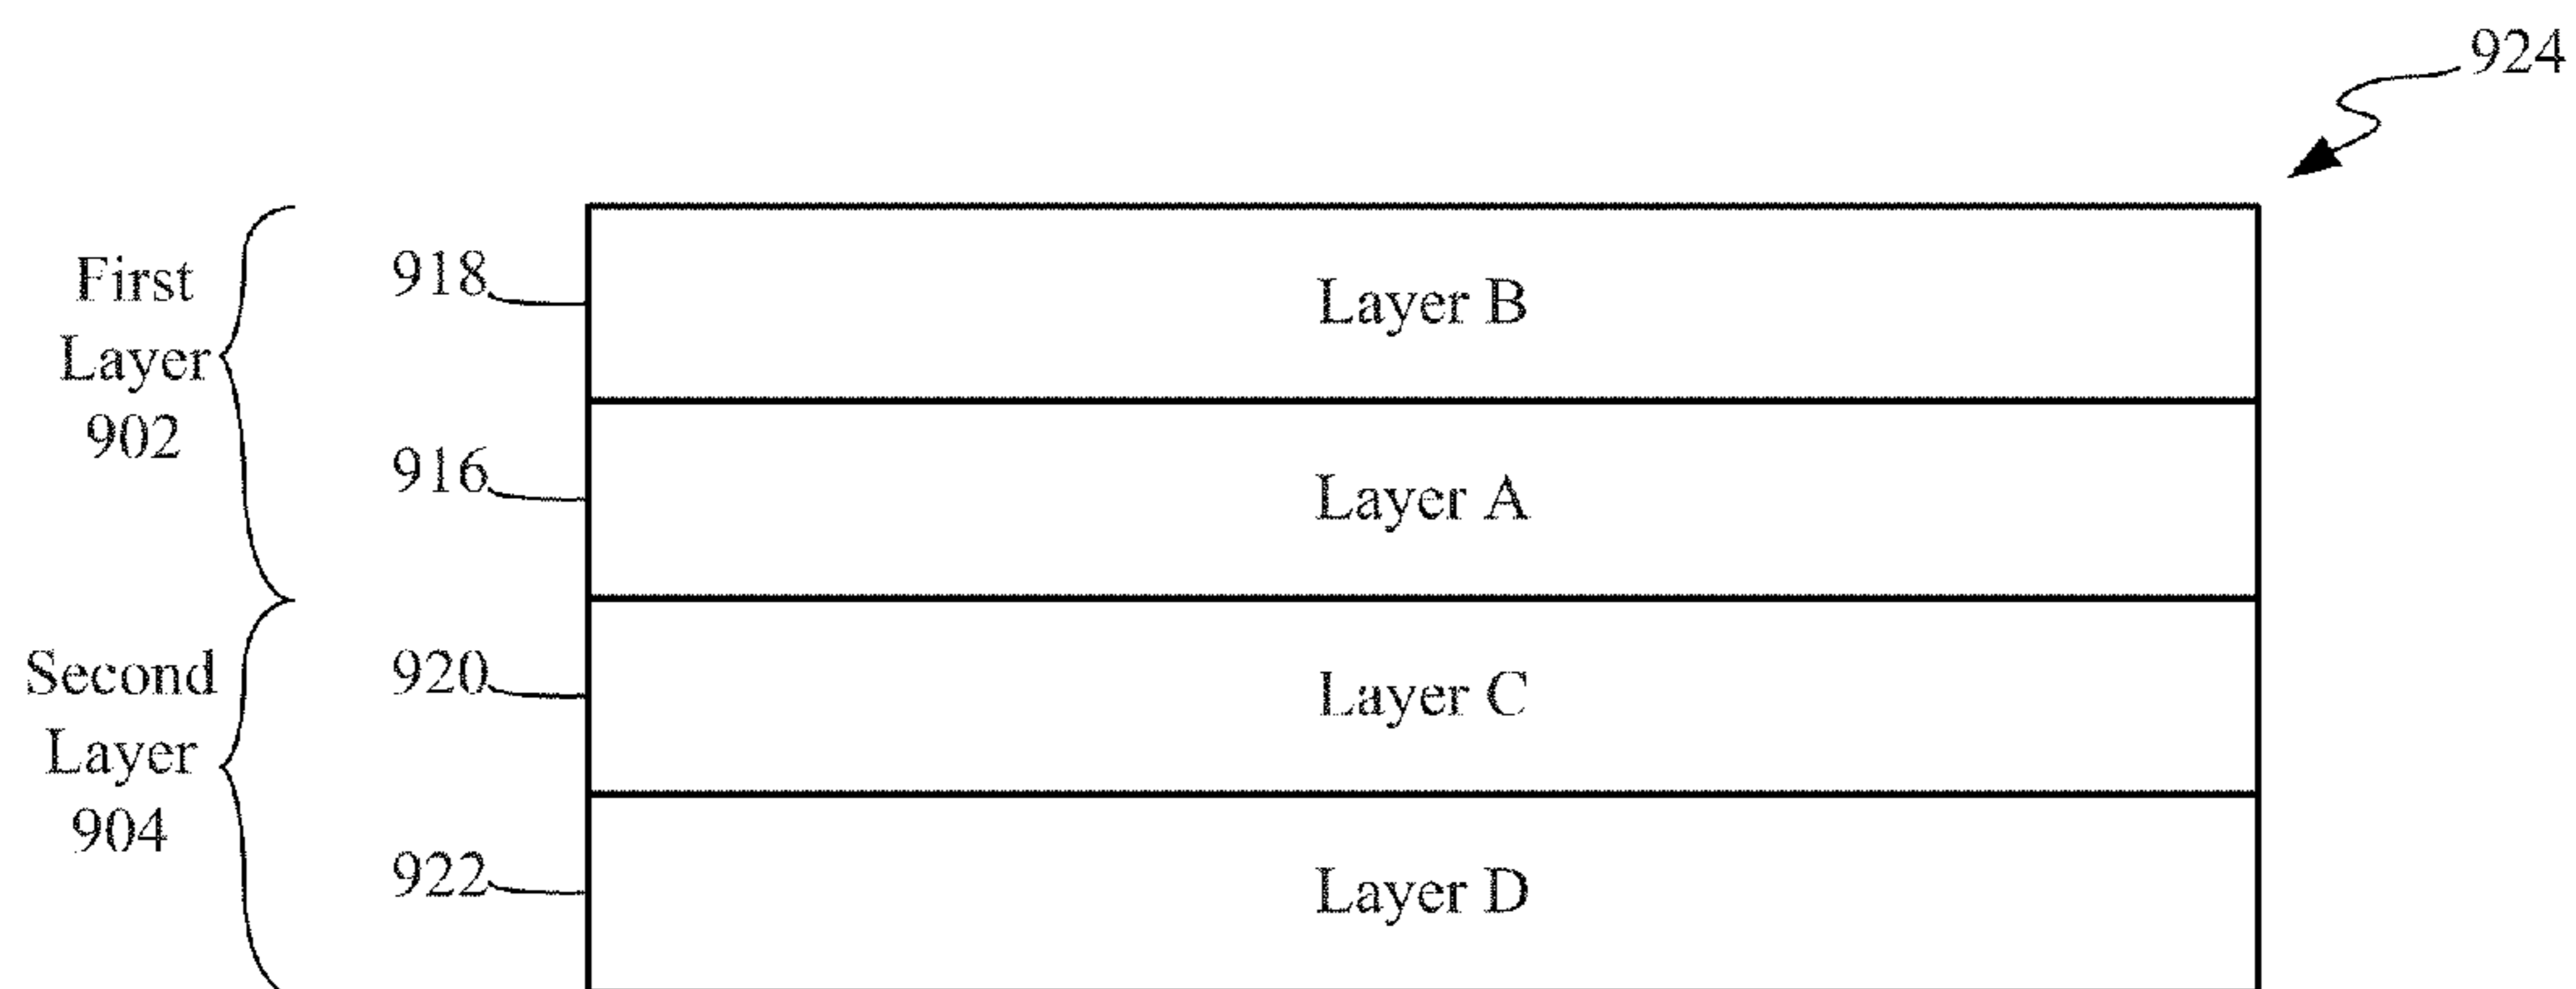 924
First
Layer
902
918
Layer B
916
Layer A
Second
Layer
904
920
Layer C
922
Layer D